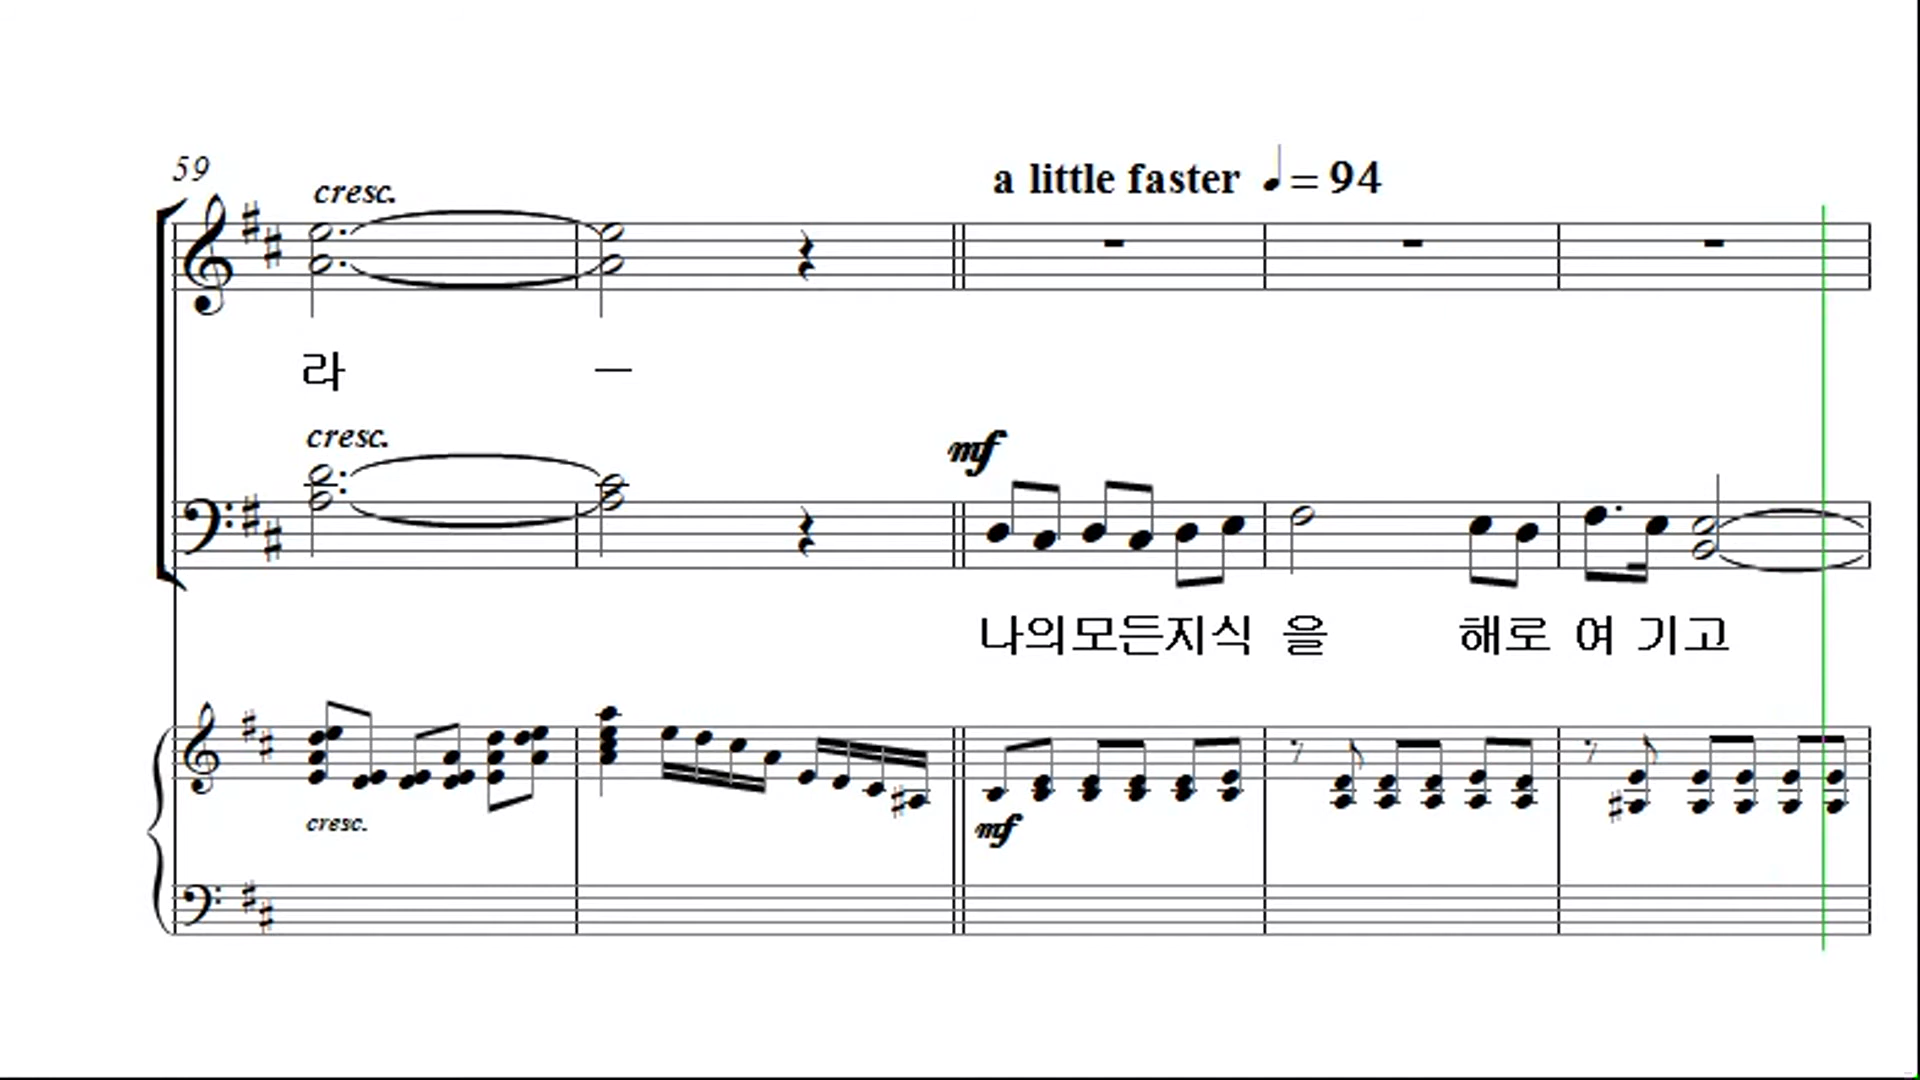 59
cresc.
a little faster ♩= 94
라 —
cresc.
mf
나의모든지식 을 해로 여 기고
cresc.
mf